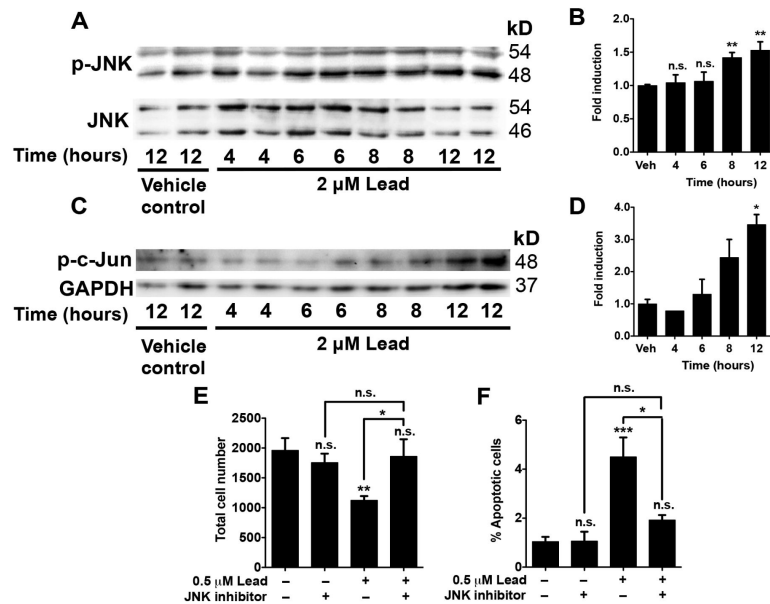 A
kD
p-JNK
54
48
JNK
54
46
Time (hours) 12 12 4 4 6 6 8 8 12 12
Vehicle control
2 µM Lead
B
Fold induction
2.0
1.5
1.0
0.5
0.0
n.s. n.s. ** **
Veh 4 6 8 12
Time (hours)
C
kD
p-c-Jun
48
GAPDH
37
Time (hours) 12 12 4 4 6 6 8 8 12 12
Vehicle control
2 µM Lead
D
Fold induction
4.0
3.0
2.0
1.0
0.0
*
Veh 4 6 8 12
Time (hours)
E
Total cell number
2500
2000
1500
1000
500
0
n.s.
*
n.s. ** n.s.
0.5 µM Lead – – + +
JNK inhibitor – + – +
F
% Apoptotic cells
6
4
2
0
n.s.
*
n.s. *** n.s.
0.5 µM Lead – – + +
JNK inhibitor – + – +